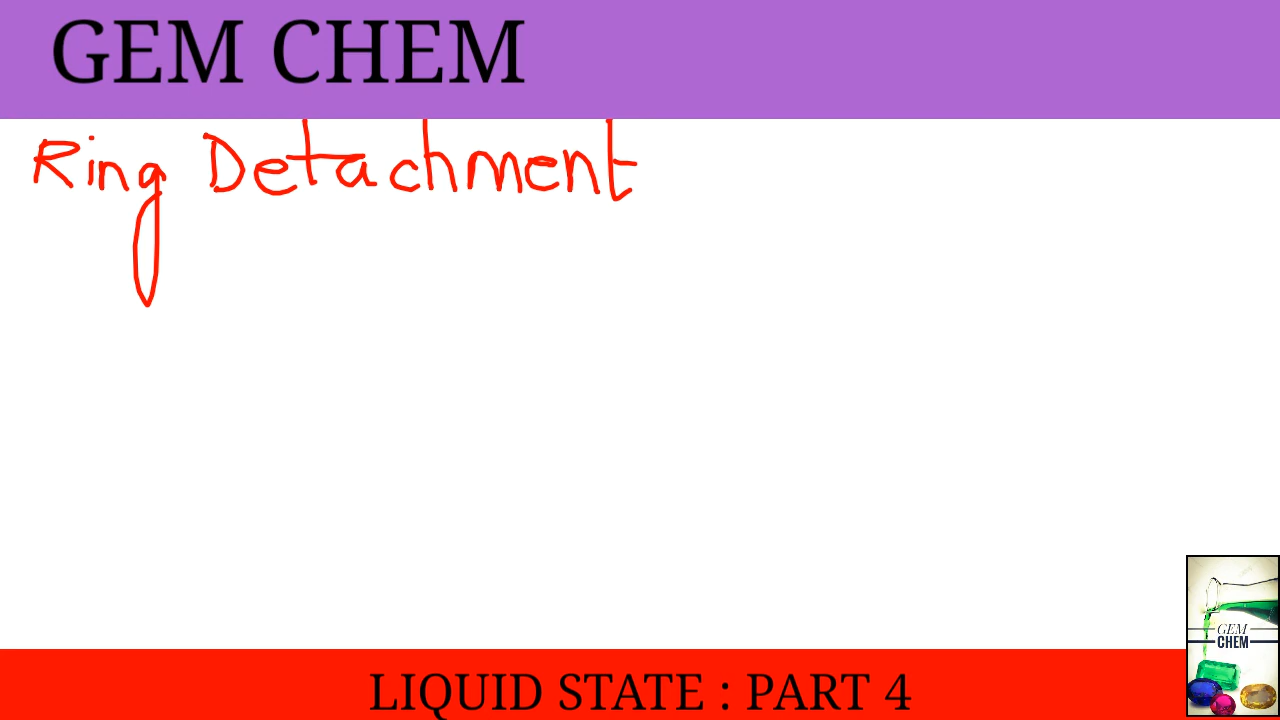 GEM CHEM
Ring Detachment
GEM
CHEM
LIQUID STATE : PART 4